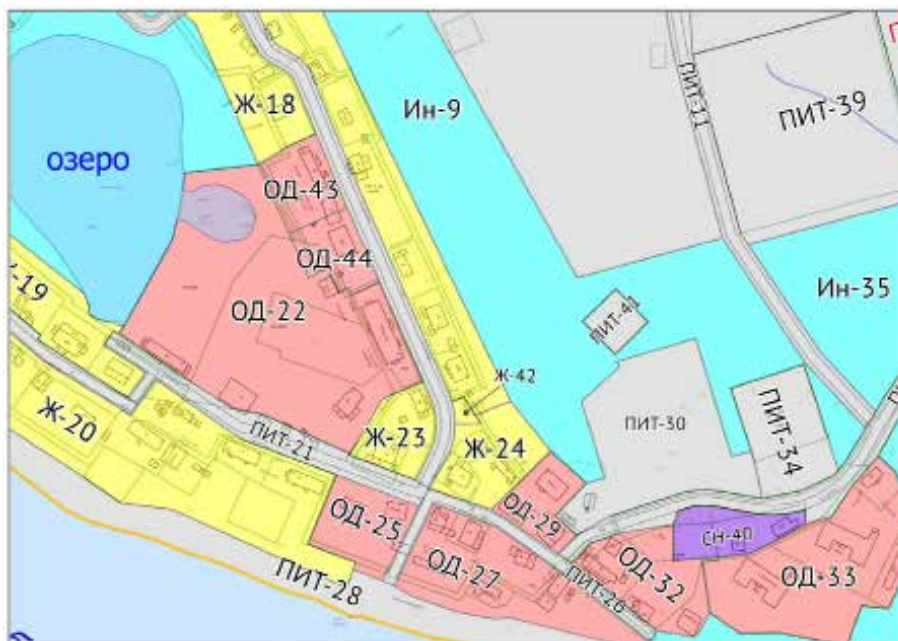 Ж-18
Ин-9
ПИТ-11
ПИТ-39
озеро
ОД-43
ОД-44
Ж-19
ОД-22
ПИТ-41
Ин-35
Ж-42
Ж-20
ПИТ-21
Ж-23
Ж-24
ПИТ-30
ПИТ-34
ОД-25
ОД-29
СН-40
ОД-27
ПИТ-28
ПИТ-26
ОД-32
ОД-33